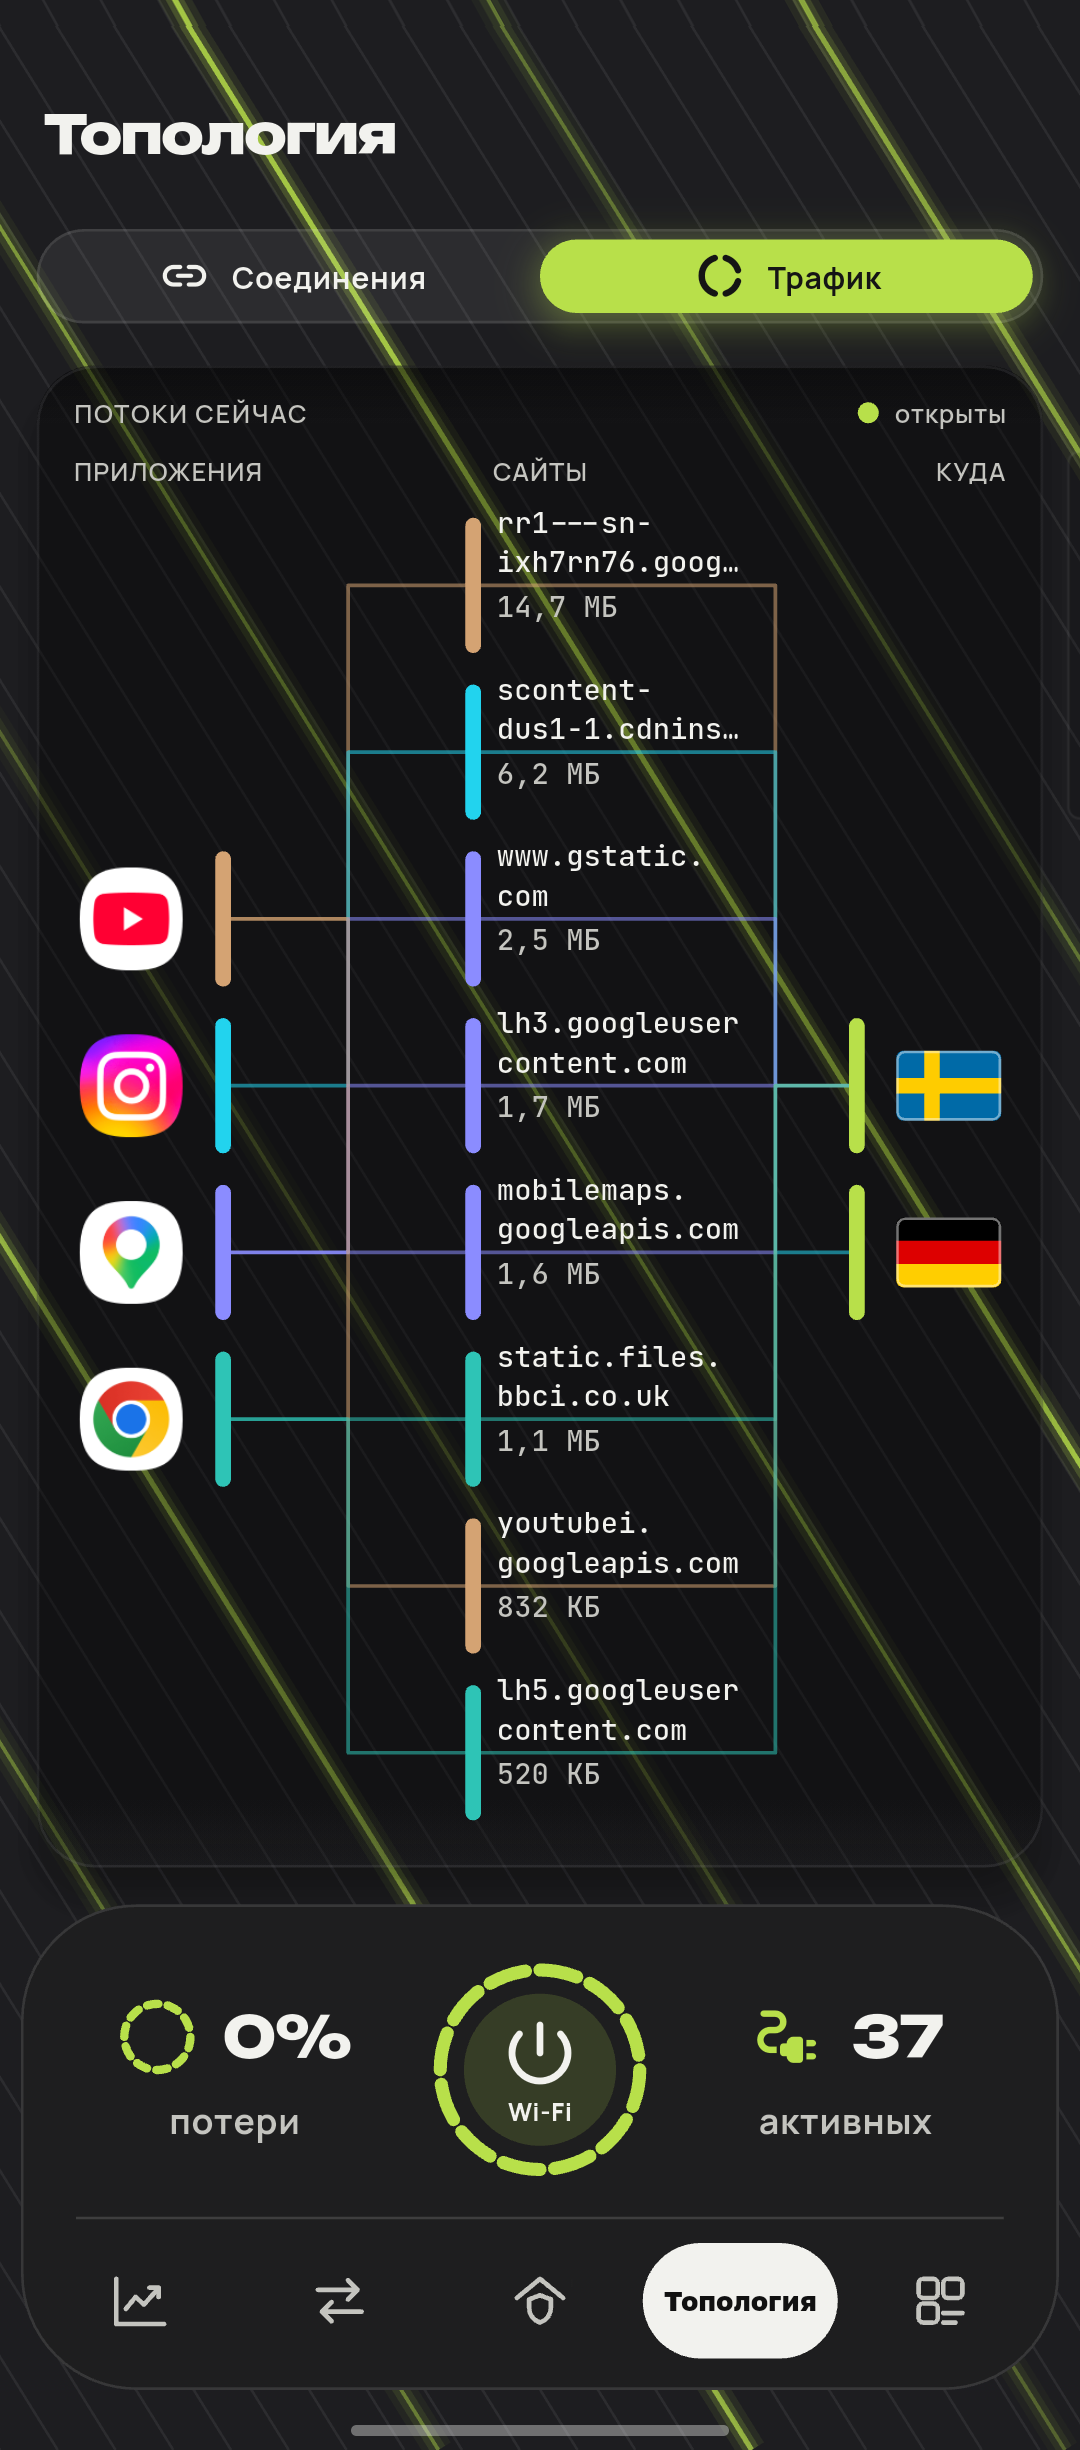 Топология
Соединения
Трафик
ПОТОКИ СЕЙЧАС
открыты
ПРИЛОЖЕНИЯ
САЙТЫ
КУДА
rr1---sn-
ixh7rn76.goog…
14,7 МБ
scontent-
dus1-1.cdnins…
6,2 МБ
www.gstatic.
com
2,5 МБ
lh3.googleuser
content.com
1,7 МБ
mobilemaps.
googleapis.com
1,6 МБ
static.files.
bbci.co.uk
1,1 МБ
youtubei.
googleapis.com
832 КБ
lh5.googleuser
content.com
520 КБ
0%
потери
Wi-Fi
37
активных
Топология